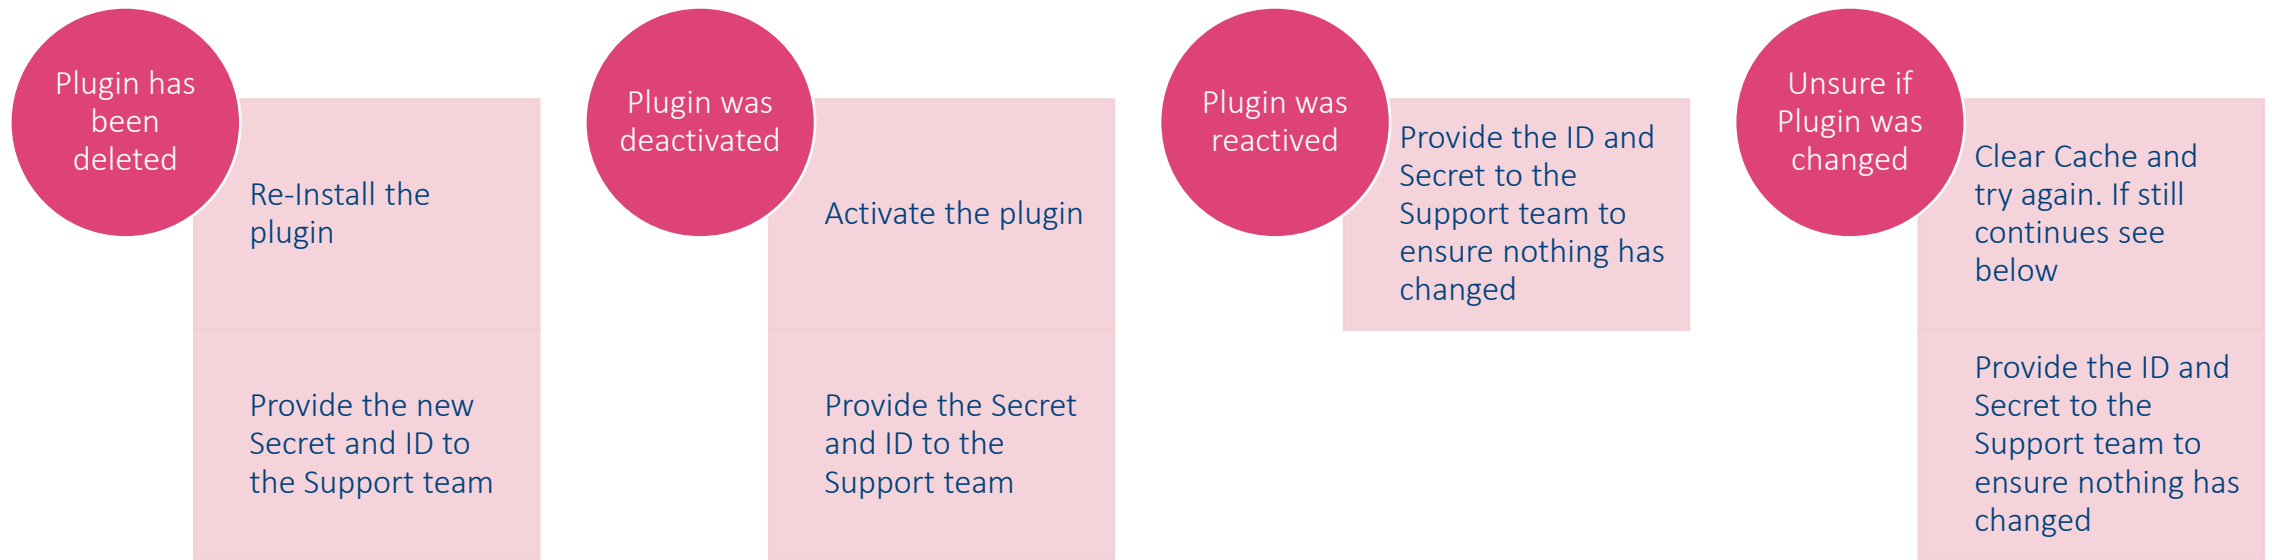 Plugin has
been
deleted
Re-Install the
plugin
Provide the new
Secret and ID to
the Support team
Plugin was
deactivated
Activate the plugin
Provide the Secret
and ID to the
Support team
Plugin was
reactived
Provide the ID and
Secret to the
Support team to
ensure nothing has
changed
Unsure if
Plugin was
changed
Clear Cache and
try again. If still
continues see
below
Provide the ID and
Secret to the
Support team to
ensure nothing has
changed